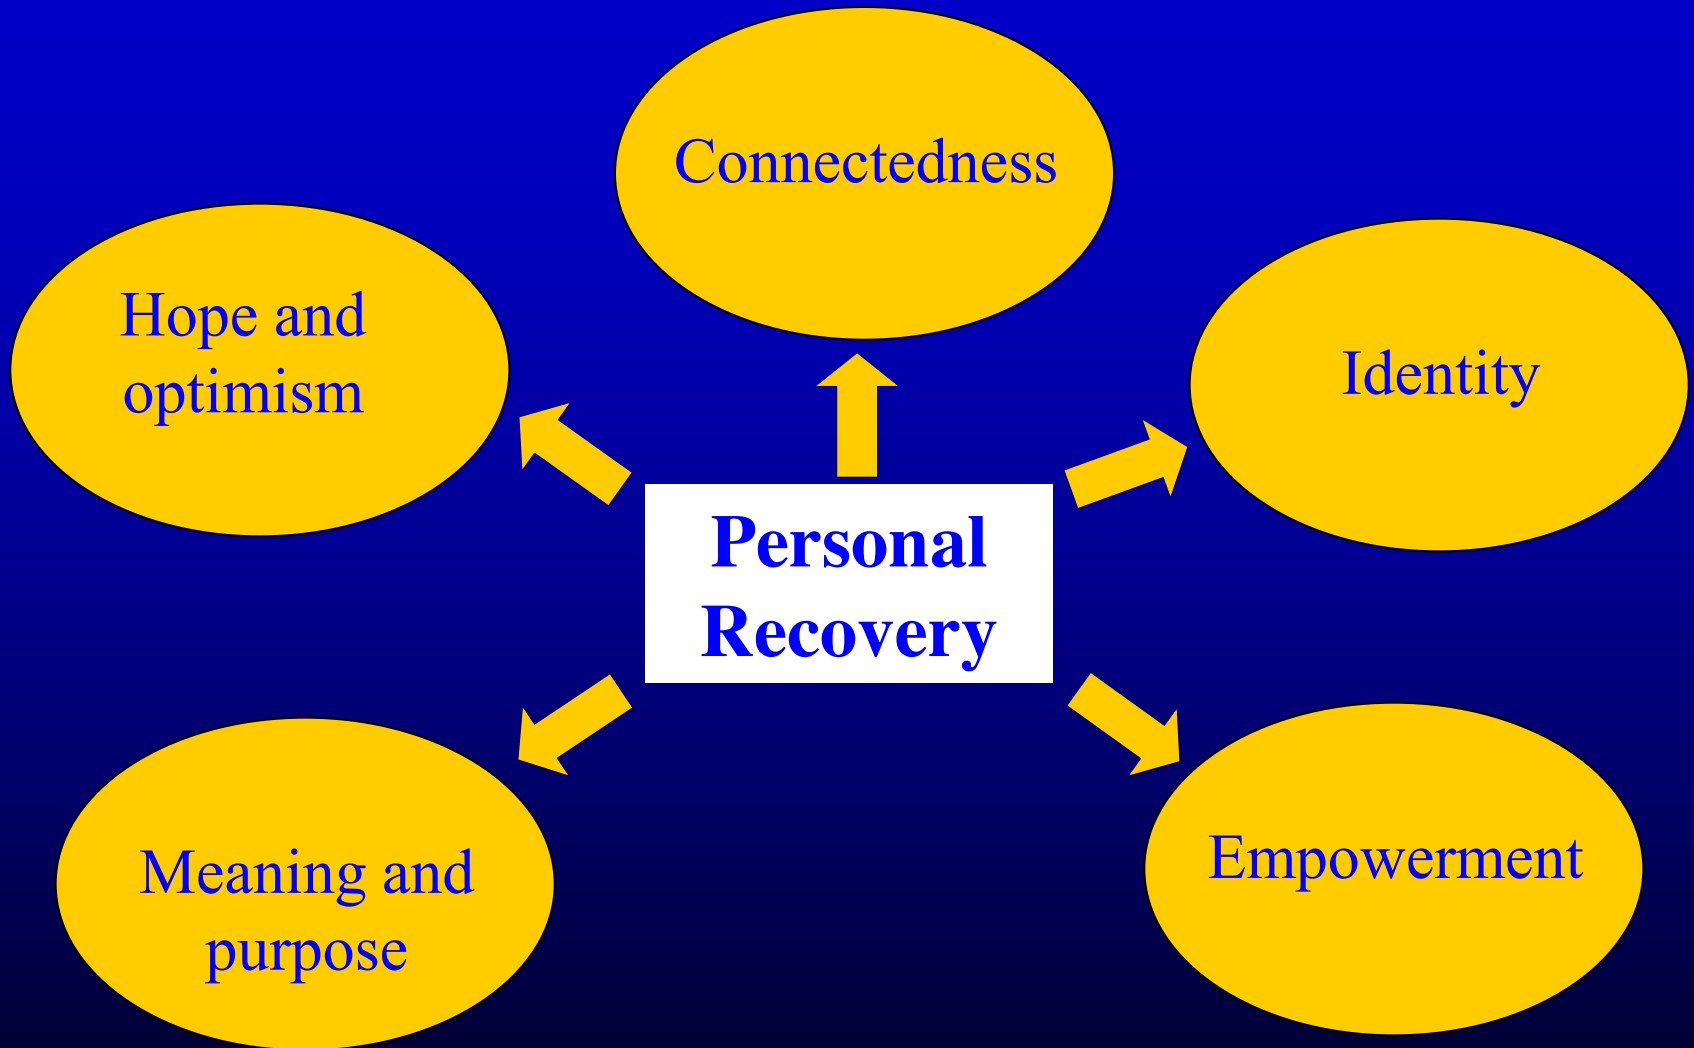 Connectedness
Hope and
optimism
Identity
Personal
Recovery
Meaning and
purpose
Empowerment